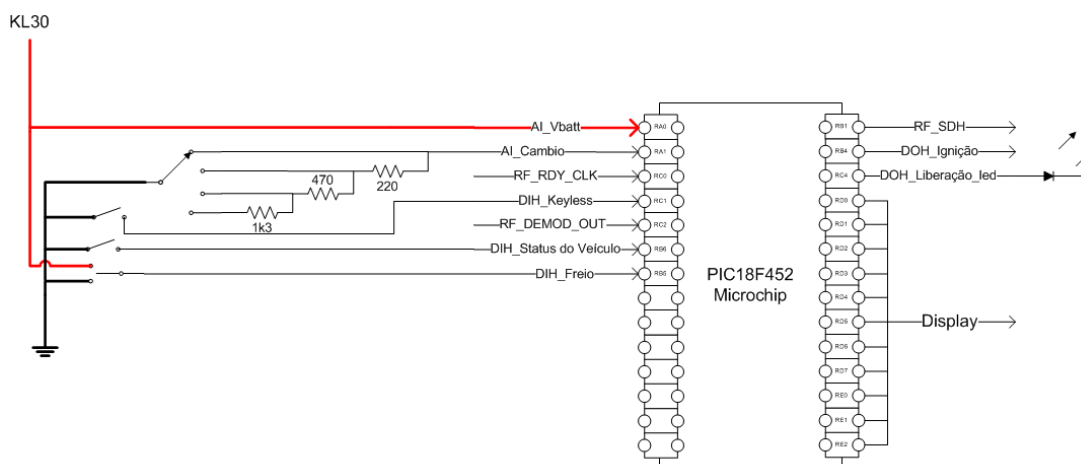 KL30
AI_Vbatt
RA0
RB1
RF_SDH
AI_Cambio
RA1
RB4
DOH_Ignição
470
220
RF_RDY_CLK
RC0
RC4
DOH_Liberação_led
1k3
DIH_Keyless
RC1
RD0
RF_DEMOD_OUT
RC2
RD1
DIH_Status do Veículo
RB6
RD2
DIH_Freio
RB5
PIC18F452
Microchip
RD3
RD4
RD5
Display
RD6
RD7
RE0
RE1
RE2